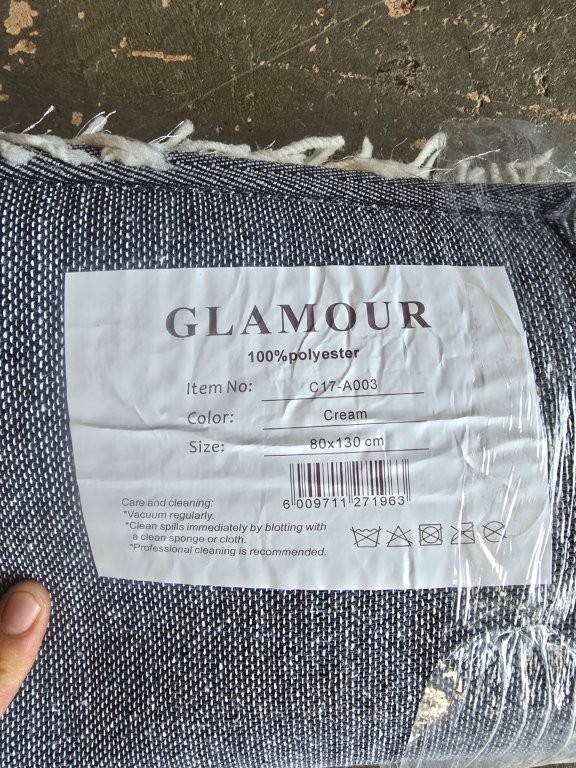 GLAMOUR
100%polyester
Item No: C17-A003
Color: Cream
Size: 80x130 cm
6 009711 271963
Care and cleaning:
*Vacuum regularly.
*Clean spills immediately by blotting with
a clean sponge or cloth.
*Professional cleaning is recommended.